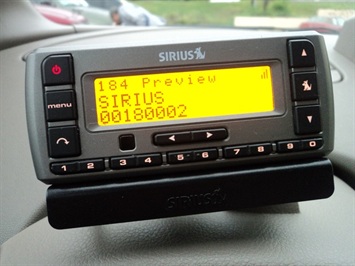 SIRIUS
184 Preview
SIRIUS
00180002
menu
1 2 3 4 5 6 7 8 9 0
SIRIUS